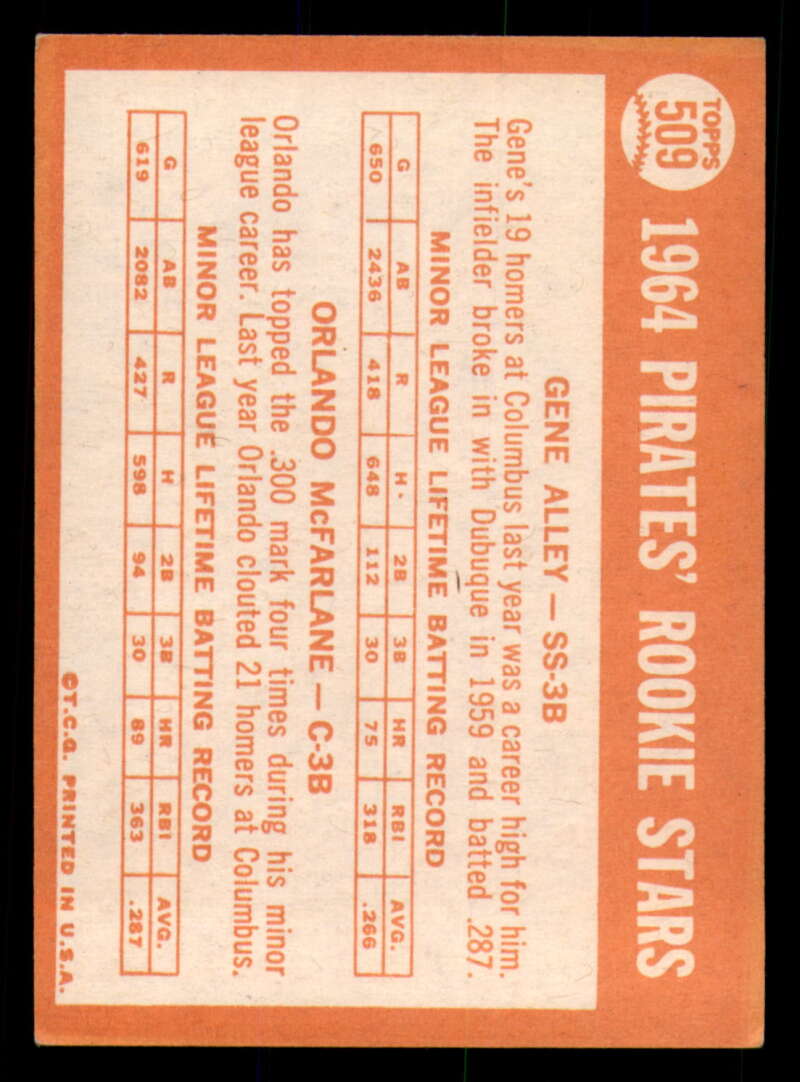 TOPPS
509
1964 PIRATES' ROOKIE STARS
GENE ALLEY — SS-3B
Gene's 19 homers at Columbus last year was a career high for him.
The infielder broke in with Dubuque in 1959 and batted .287.
MINOR LEAGUE LIFETIME BATTING RECORD
G AB R H 2B 3B HR RBI AVG.
650 2436 418 648 112 30 75 318 .266
ORLANDO McFARLANE — C-3B
Orlando has topped the .300 mark four times during his minor
league career. Last year Orlando clouted 21 homers at Columbus.
MINOR LEAGUE LIFETIME BATTING RECORD
G AB R H 2B 3B HR RBI AVG.
619 2082 427 598 94 30 89 363 .287
©T.C.G. PRINTED IN U.S.A.